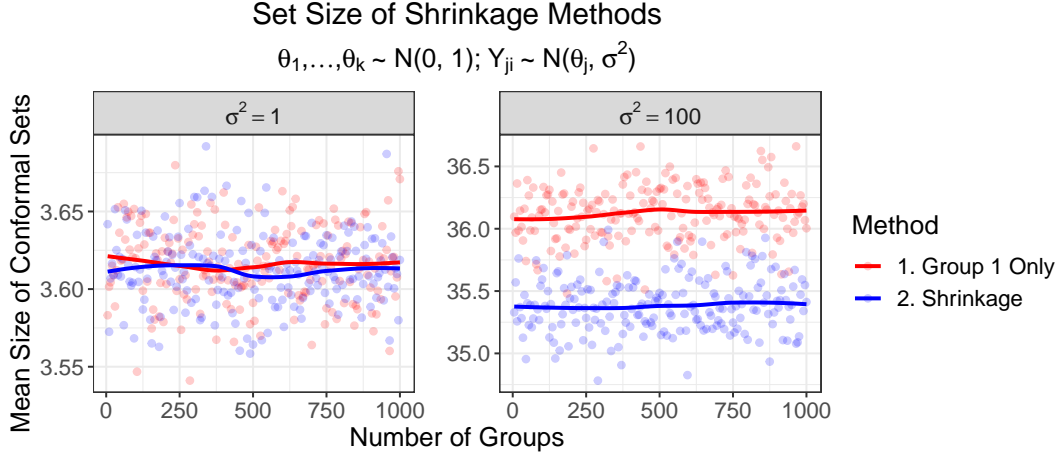 Set Size of Shrinkage Methods
θ₁,…,θₖ ~ N(0, 1); Yⱼᵢ ~ N(θⱼ, σ²)
σ² = 1
σ² = 100
Mean Size of Conformal Sets
3.65
3.60
3.55
36.5
36.0
35.5
35.0
0 250 500 750 1000
0 250 500 750 1000
Number of Groups
Method
1. Group 1 Only
2. Shrinkage